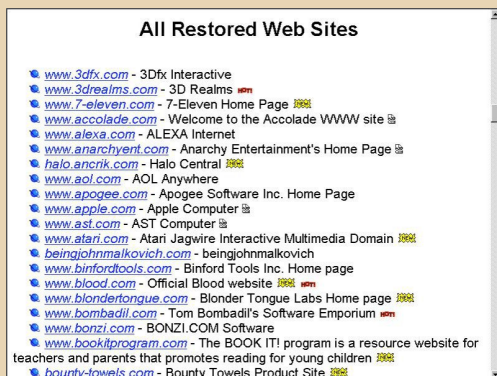 All Restored Web Sites
www.3dfx.com - 3Dfx Interactive
www.3drealms.com - 3D Realms HOT!
www.7-eleven.com - 7-Eleven Home Page
www.accolade.com - Welcome to the Accolade WWW site
www.alexa.com - ALEXA Internet
www.anarchyent.com - Anarchy Entertainment's Home Page
halo.ancrik.com - Halo Central
www.aol.com - AOL Anywhere
www.apogee.com - Apogee Software Inc. Home Page
www.apple.com - Apple Computer
www.ast.com - AST Computer
www.atari.com - Atari Jagwire Interactive Multimedia Domain
beingjohnmalkovich.com - beingjohnmalkovich
www.binfordtools.com - Binford Tools Inc. Home page
www.blood.com - Official Blood website HOT!
www.blondertongue.com - Blonder Tongue Labs Home page
www.bombadil.com - Tom Bombadil's Software Emporium HOT!
www.bonzi.com - BONZI.COM Software
www.bookitprogram.com - The BOOK IT! program is a resource website for
teachers and parents that promotes reading for young children
bounty-towels.com - Bounty Towels Product Site